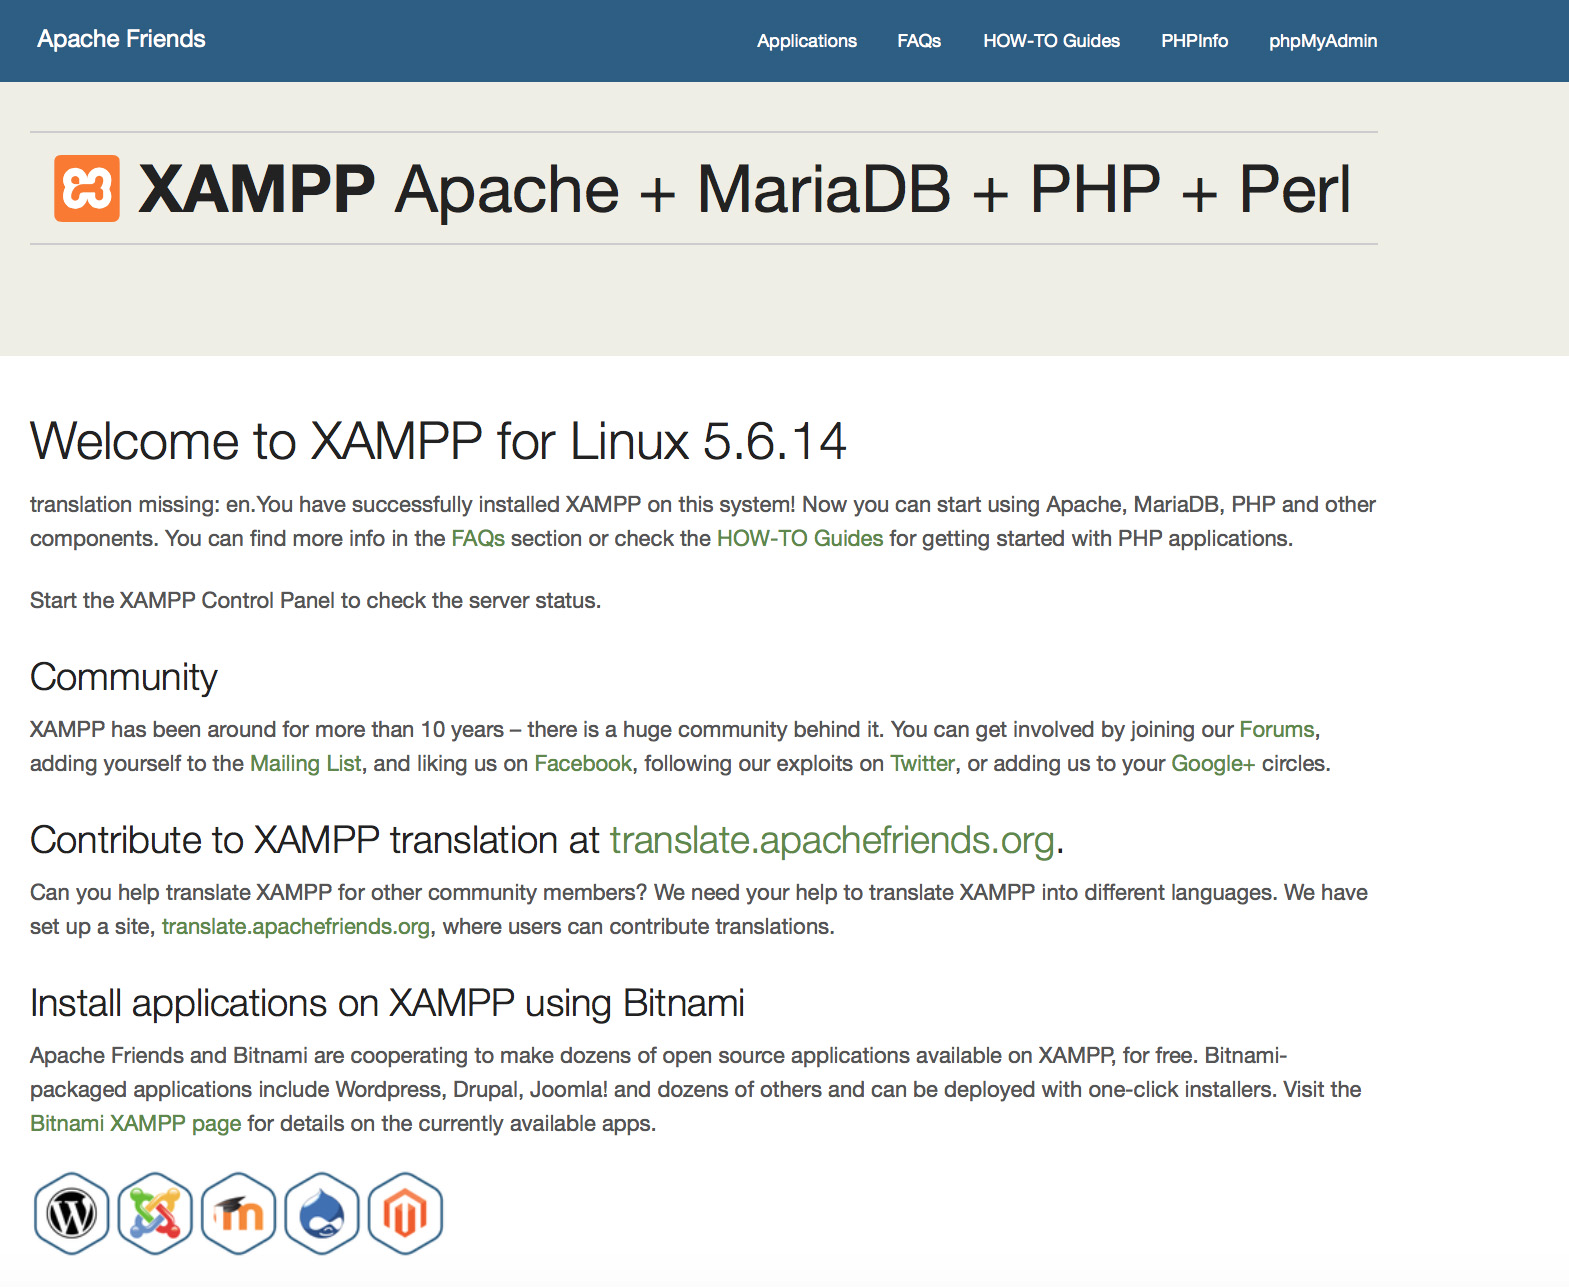 Apache Friends
Applications FAQs HOW-TO Guides PHPInfo phpMyAdmin
XAMPP Apache + MariaDB + PHP + Perl
Welcome to XAMPP for Linux 5.6.14
translation missing: en.You have successfully installed XAMPP on this system! Now you can start using Apache, MariaDB, PHP and other
components. You can find more info in the FAQs section or check the HOW-TO Guides for getting started with PHP applications.
Start the XAMPP Control Panel to check the server status.
Community
XAMPP has been around for more than 10 years – there is a huge community behind it. You can get involved by joining our Forums,
adding yourself to the Mailing List, and liking us on Facebook, following our exploits on Twitter, or adding us to your Google+ circles.
Contribute to XAMPP translation at translate.apachefriends.org.
Can you help translate XAMPP for other community members? We need your help to translate XAMPP into different languages. We have
set up a site, translate.apachefriends.org, where users can contribute translations.
Install applications on XAMPP using Bitnami
Apache Friends and Bitnami are cooperating to make dozens of open source applications available on XAMPP, for free. Bitnami-
packaged applications include Wordpress, Drupal, Joomla! and dozens of others and can be deployed with one-click installers. Visit the
Bitnami XAMPP page for details on the currently available apps.